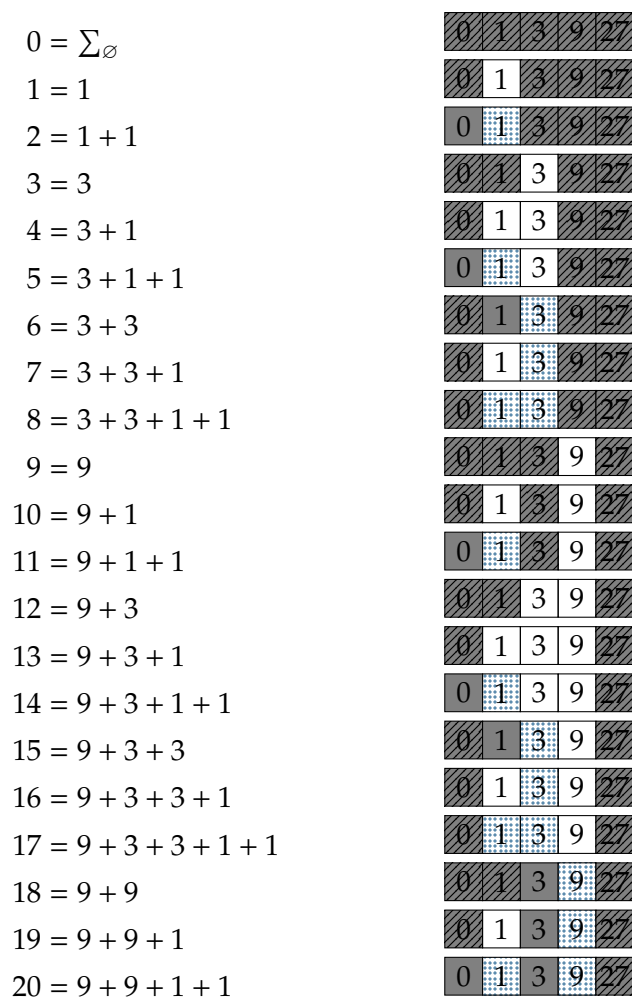 0 = ∑∅ 0 1 3 9 27
1 = 1 0 1 3 9 27
2 = 1 + 1 0 1 3 9 27
3 = 3 0 1 3 9 27
4 = 3 + 1 0 1 3 9 27
5 = 3 + 1 + 1 0 1 3 9 27
6 = 3 + 3 0 1 3 9 27
7 = 3 + 3 + 1 0 1 3 9 27
8 = 3 + 3 + 1 + 1 0 1 3 9 27
9 = 9 0 1 3 9 27
10 = 9 + 1 0 1 3 9 27
11 = 9 + 1 + 1 0 1 3 9 27
12 = 9 + 3 0 1 3 9 27
13 = 9 + 3 + 1 0 1 3 9 27
14 = 9 + 3 + 1 + 1 0 1 3 9 27
15 = 9 + 3 + 3 0 1 3 9 27
16 = 9 + 3 + 3 + 1 0 1 3 9 27
17 = 9 + 3 + 3 + 1 + 1 0 1 3 9 27
18 = 9 + 9 0 1 3 9 27
19 = 9 + 9 + 1 0 1 3 9 27
20 = 9 + 9 + 1 + 1 0 1 3 9 27